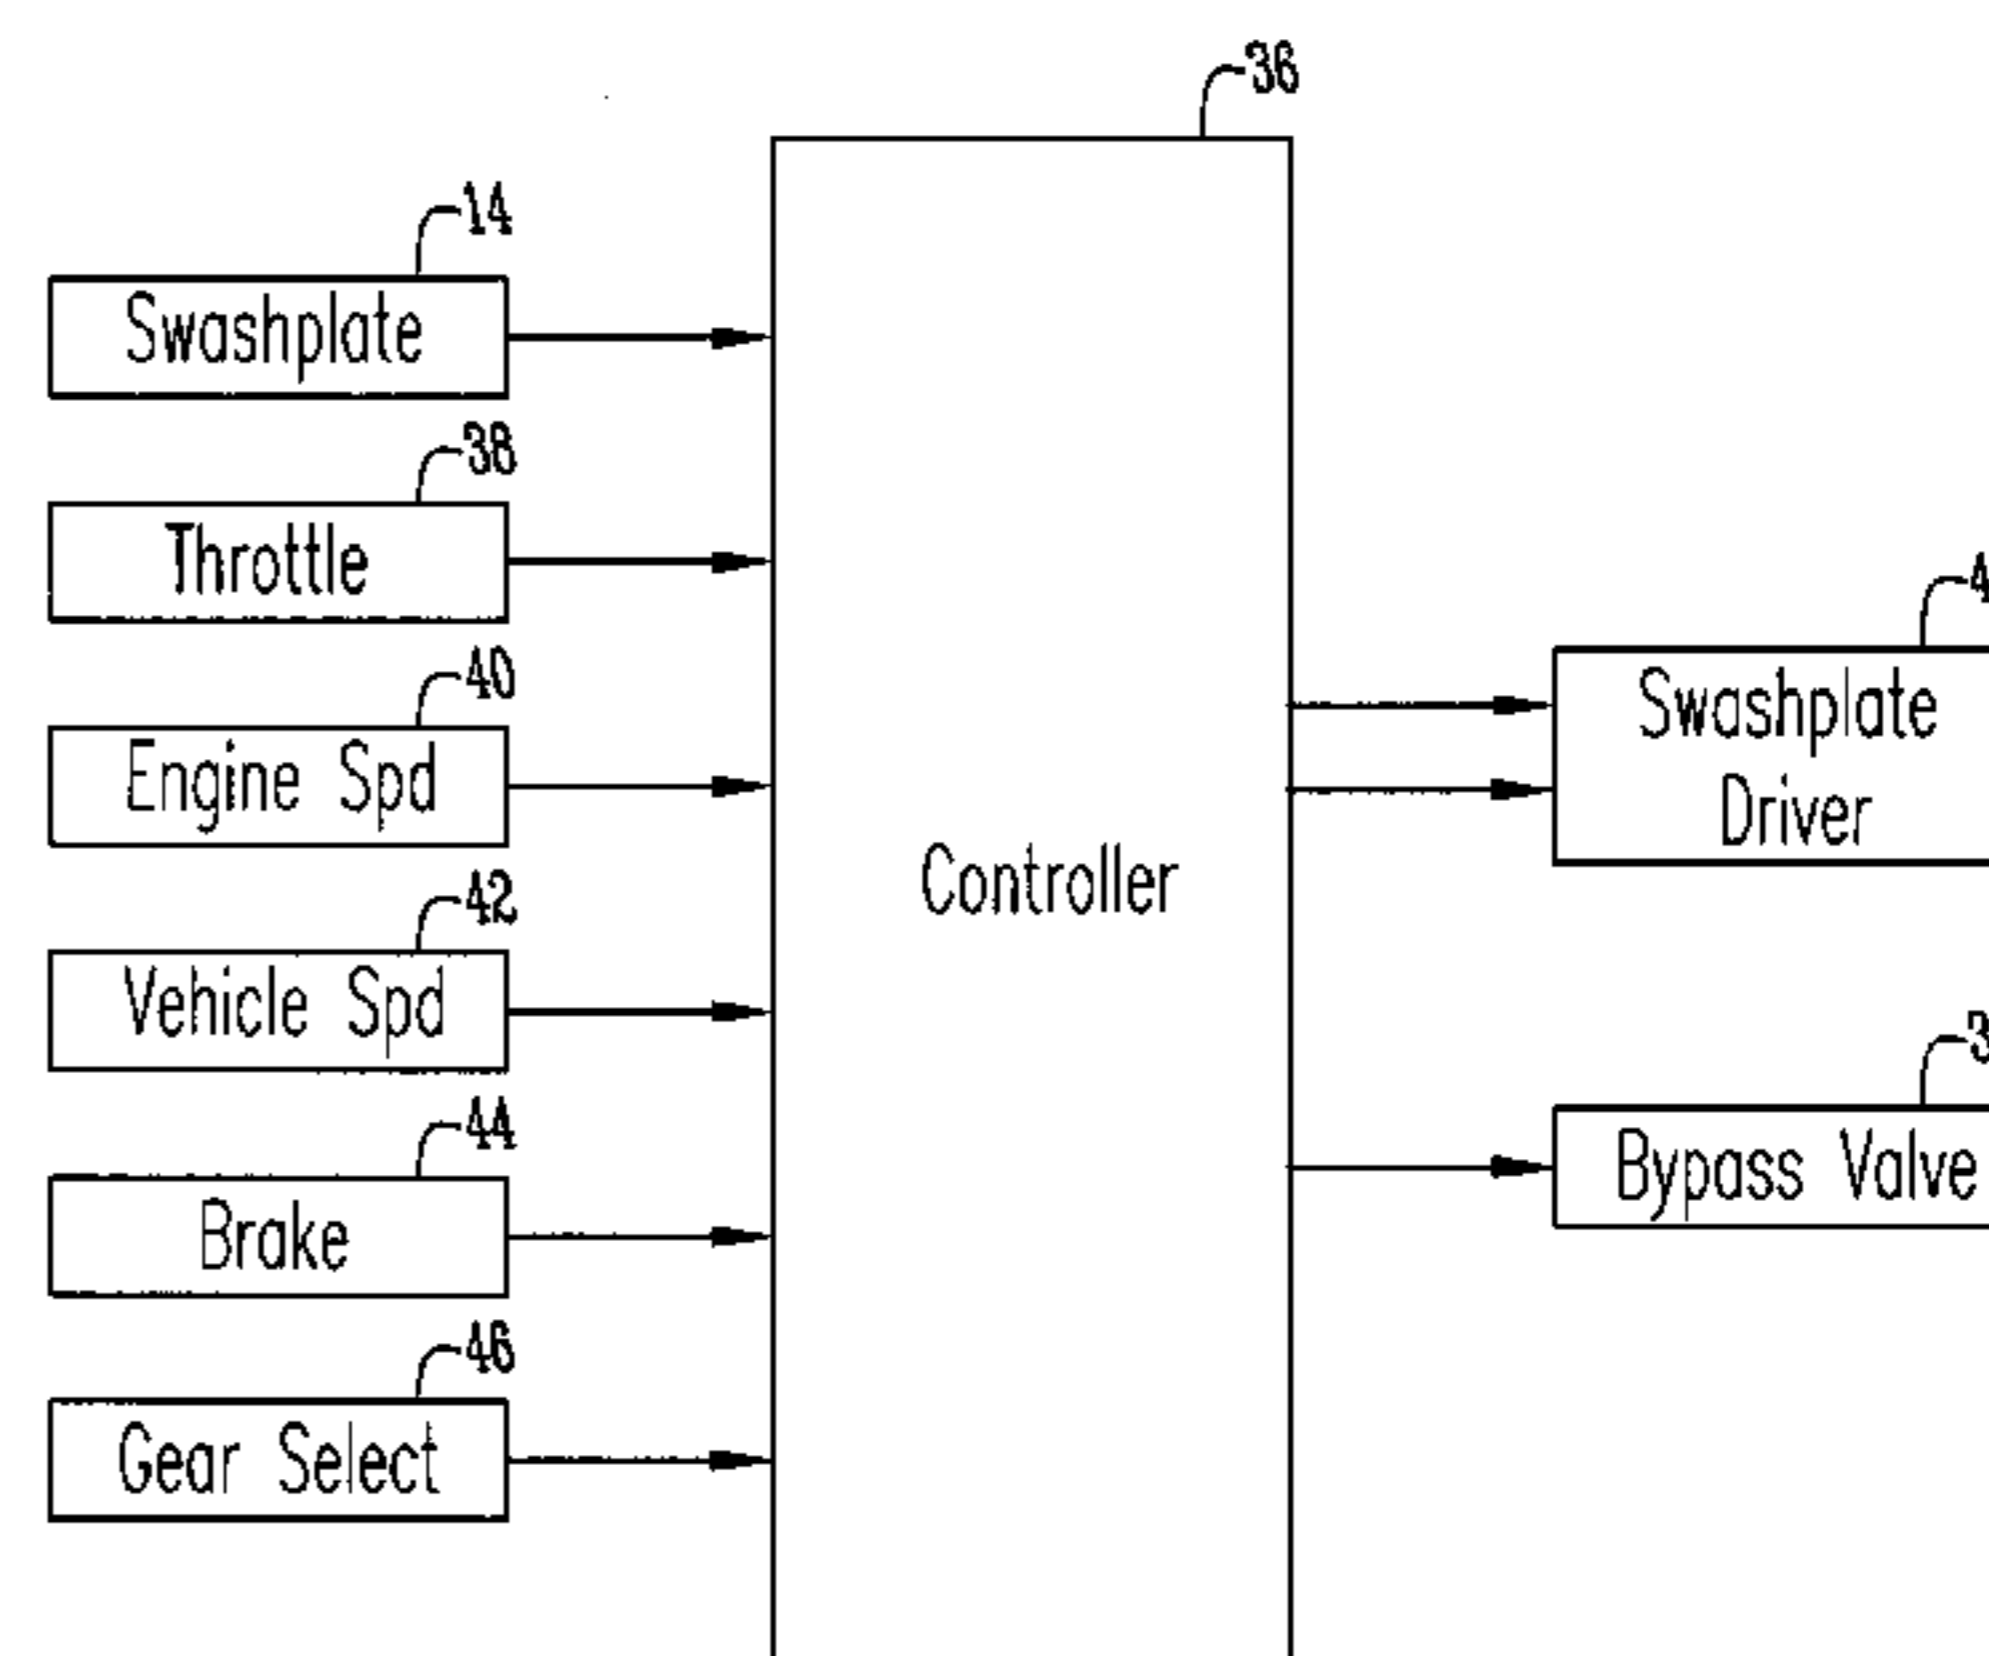 36
14
Swashplate
38
Throttle
40
Engine Spd
42
Vehicle Spd
44
Brake
46
Gear Select
Controller
Swashplate
Driver
Bypass Valve